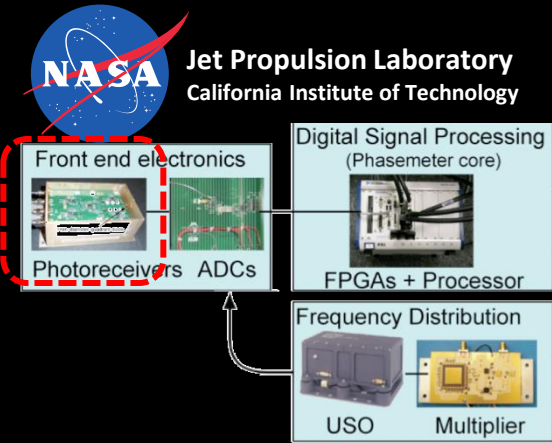 NASA
Jet Propulsion Laboratory
California Institute of Technology
Front end electronics
Photoreceivers ADCs
Digital Signal Processing
(Phasemeter core)
FPGAs + Processor
Frequency Distribution
USO Multiplier